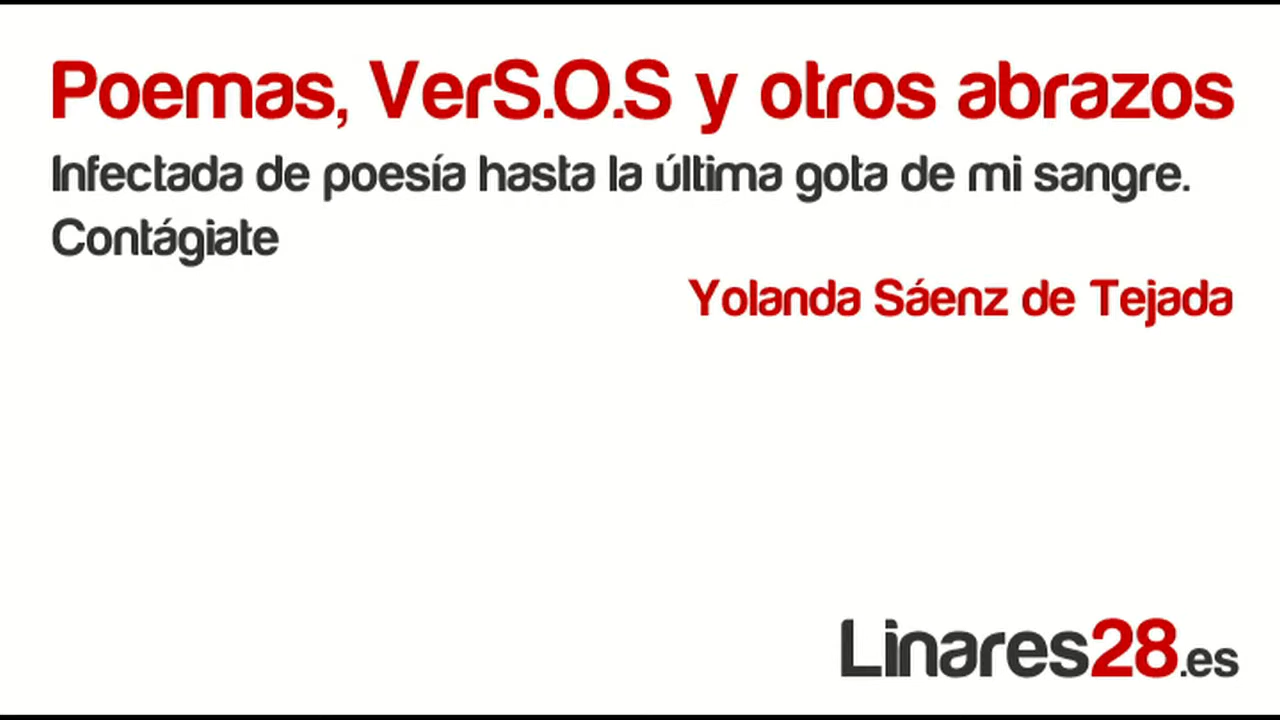 Poemas, VerS.O.S y otros abrazos
Infectada de poesía hasta la última gota de mi sangre.
Contágiate
Yolanda Sáenz de Tejada
Linares28.es